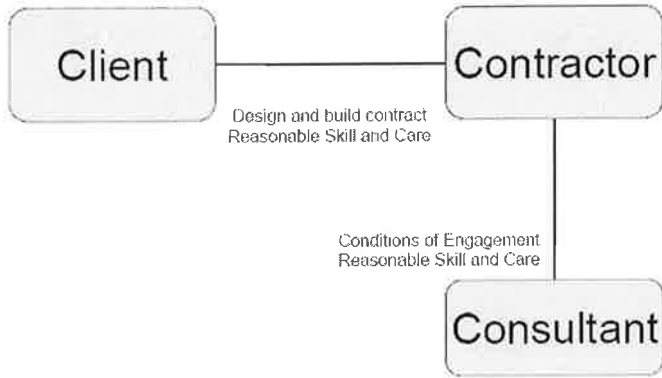 Client
Contractor
Design and build contract
Reasonable Skill and Care
Conditions of Engagement
Reasonable Skill and Care
Consultant